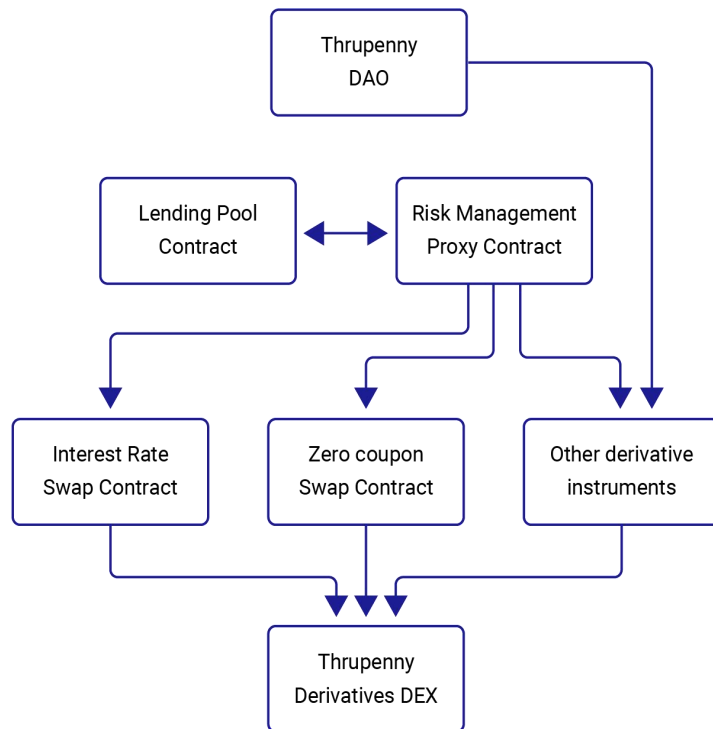 Thrupenny
DAO
Lending Pool
Contract
Risk Management
Proxy Contract
Interest Rate
Swap Contract
Zero coupon
Swap Contract
Other derivative
instruments
Thrupenny
Derivatives DEX